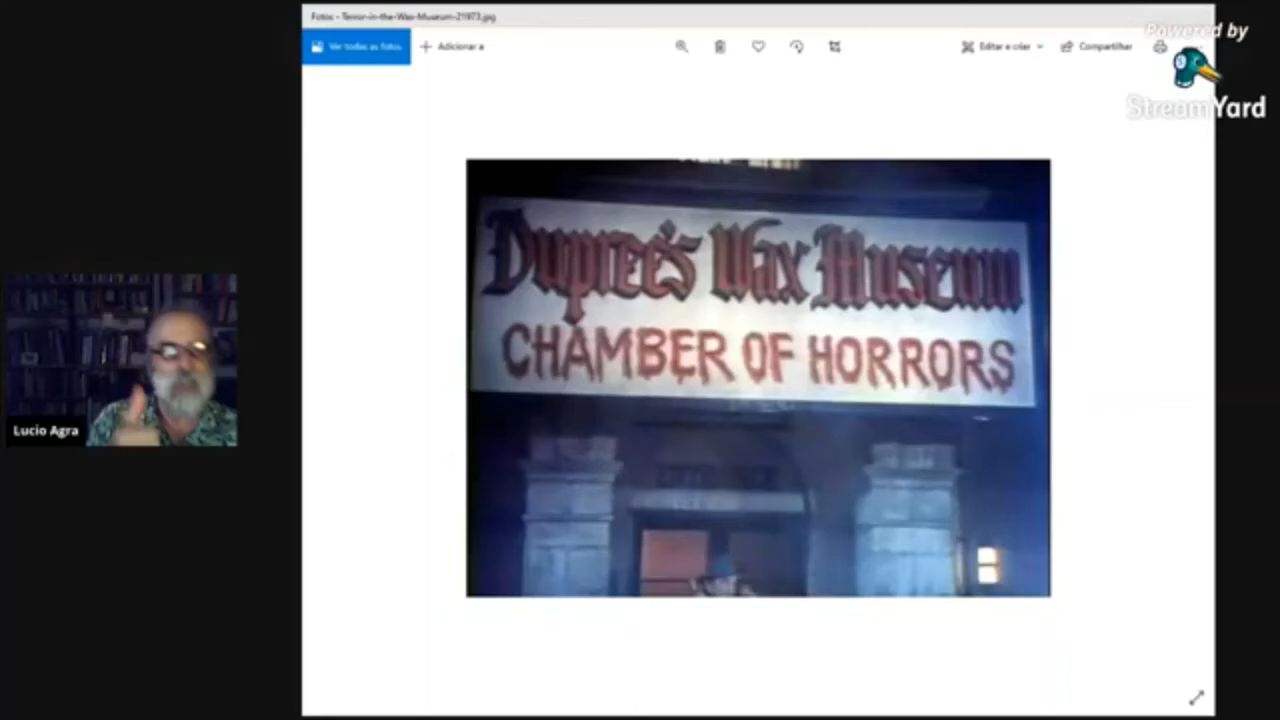 Fotos - Terror-in-the-Wax-Museum-21973.jpg
Ver todas as fotos
Adicionar a
Editar e criar
Compartilhar
Powered by
StreamYard
Dupree's Wax Museum
CHAMBER OF HORRORS
Lucio Agra